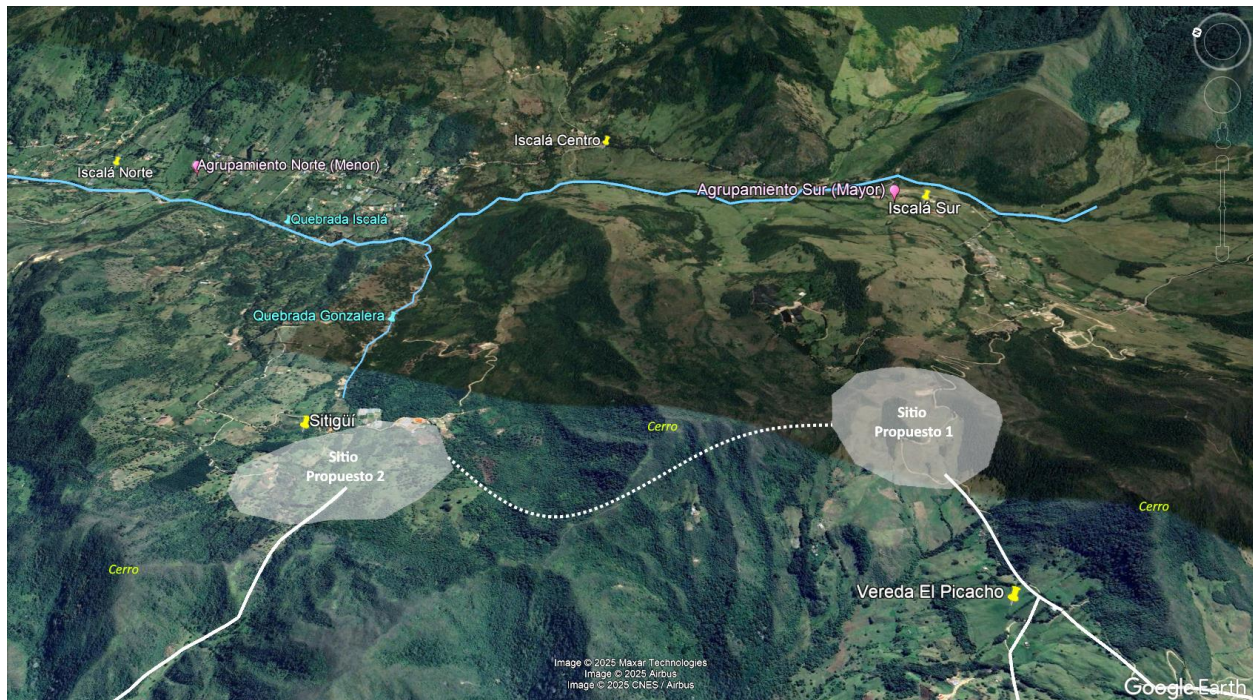 S
Iscalá Centro
Iscalá Norte
Agrupamiento Norte (Menor)
Agrupamiento Sur (Mayor)
Iscalá Sur
Quebrada Iscalá
Quebrada Gonzalera
Sitigüí
Cerro
Sitio
Propuesto 1
Sitio
Propuesto 2
Cerro
Cerro
Vereda El Picacho
Image © 2025 Maxar Technologies
Image © 2025 Airbus
Image © 2025 CNES / Airbus
Google Earth